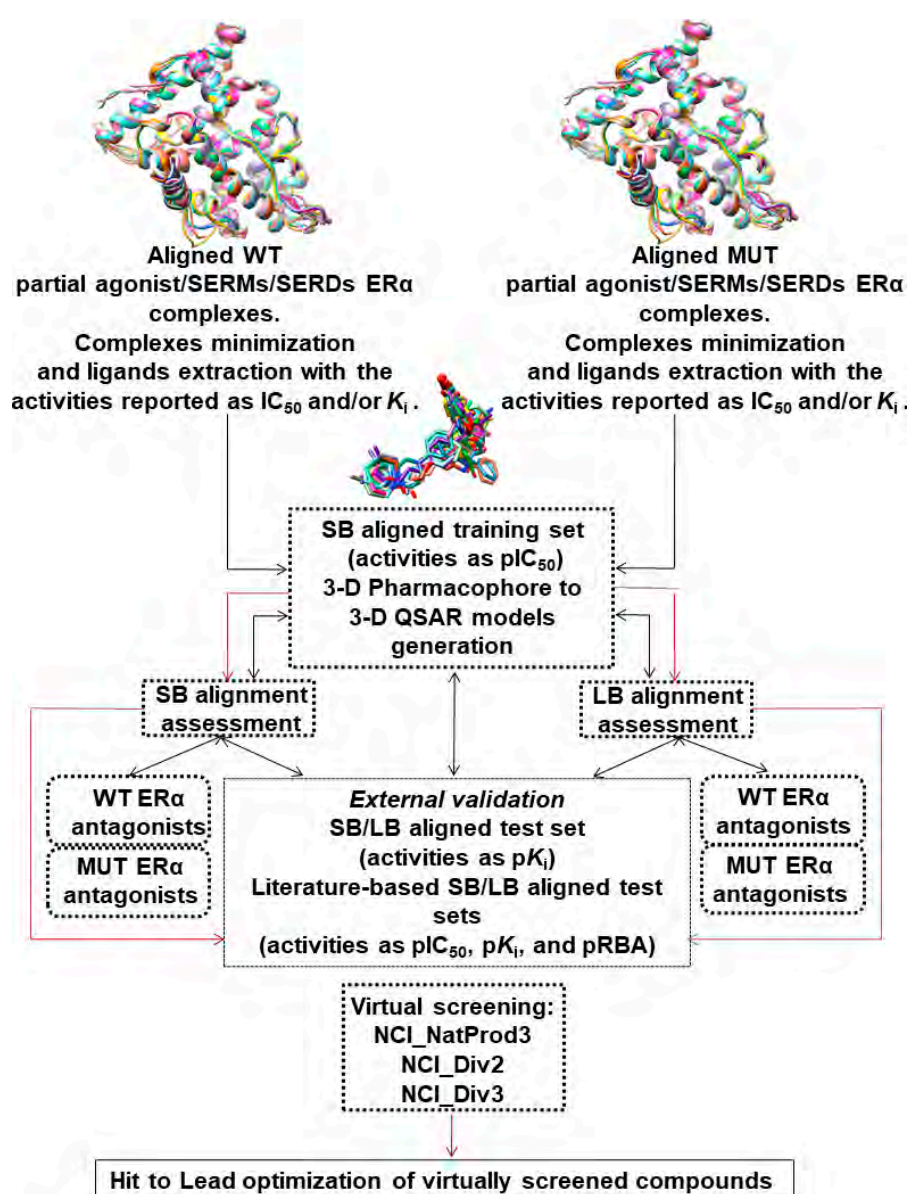 Aligned WT
partial agonist/SERMs/SERDs ERα
complexes.
Complexes minimization
and ligands extraction with the
activities reported as IC₅₀ and/or Kᵢ .
Aligned MUT
partial agonist/SERMs/SERDs ERα
complexes.
Complexes minimization
and ligands extraction with the
activities reported as IC₅₀ and/or Kᵢ .
SB aligned training set
(activities as pIC₅₀)
3-D Pharmacophore to
3-D QSAR models
generation
SB alignment
assessment
LB alignment
assessment
WT ERα
antagonists
MUT ERα
antagonists
External validation
SB/LB aligned test set
(activities as pKᵢ)
Literature-based SB/LB aligned test
sets
(activities as pIC₅₀, pKᵢ, and pRBA)
WT ERα
antagonists
MUT ERα
antagonists
Virtual screening:
NCI_NatProd3
NCI_Div2
NCI_Div3
Hit to Lead optimization of virtually screened compounds